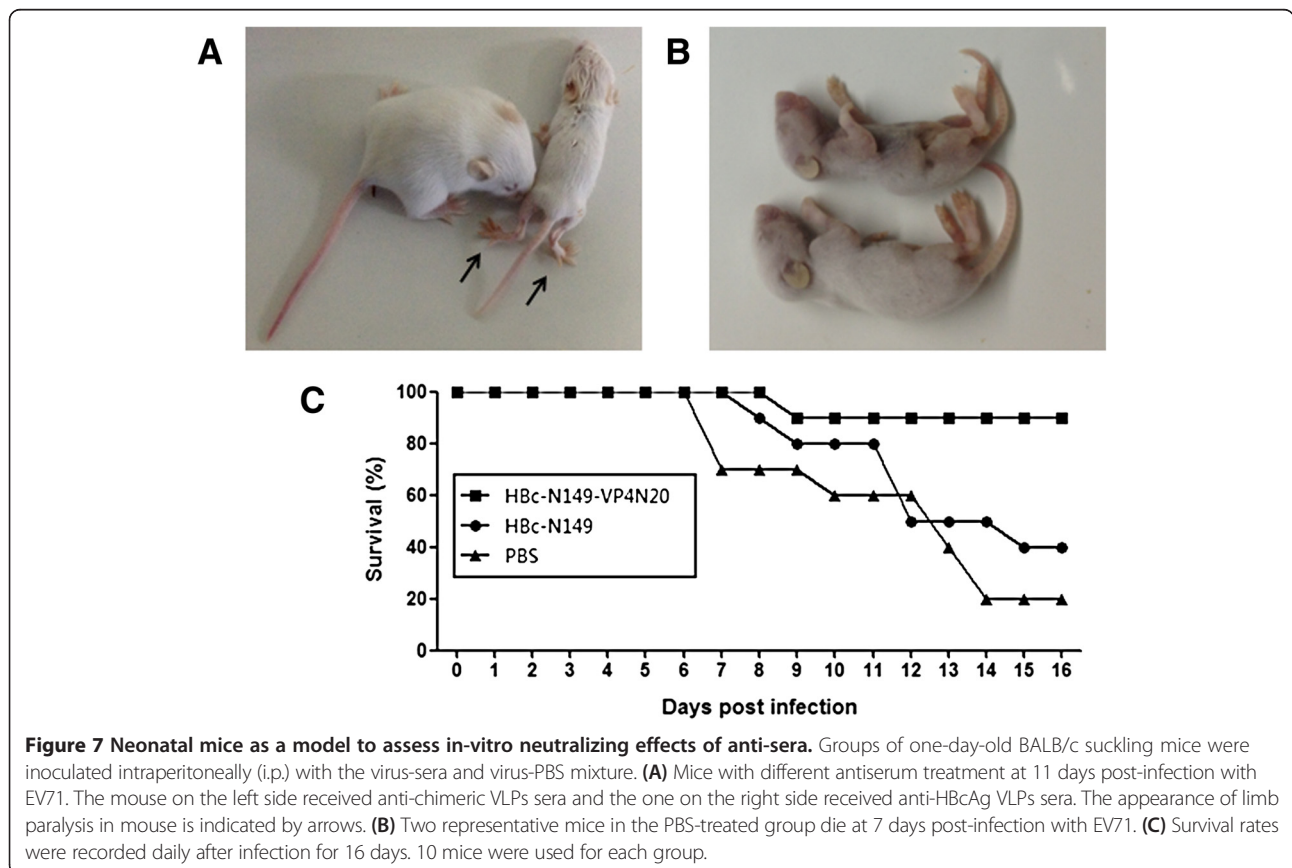 A
B
C
Survival (%)
100
80
60
40
20
0
HBc-N149-VP4N20
HBc-N149
PBS
0 1 2 3 4 5 6 7 8 9 10 11 12 13 14 15 16
Days post infection
Figure 7 Neonatal mice as a model to assess in-vitro neutralizing effects of anti-sera. Groups of one-day-old BALB/c suckling mice were
inoculated intraperitoneally (i.p.) with the virus-sera and virus-PBS mixture. (A) Mice with different antiserum treatment at 11 days post-infection with
EV71. The mouse on the left side received anti-chimeric VLPs sera and the one on the right side received anti-HBcAg VLPs sera. The appearance of limb
paralysis in mouse is indicated by arrows. (B) Two representative mice in the PBS-treated group die at 7 days post-infection with EV71. (C) Survival rates
were recorded daily after infection for 16 days. 10 mice were used for each group.